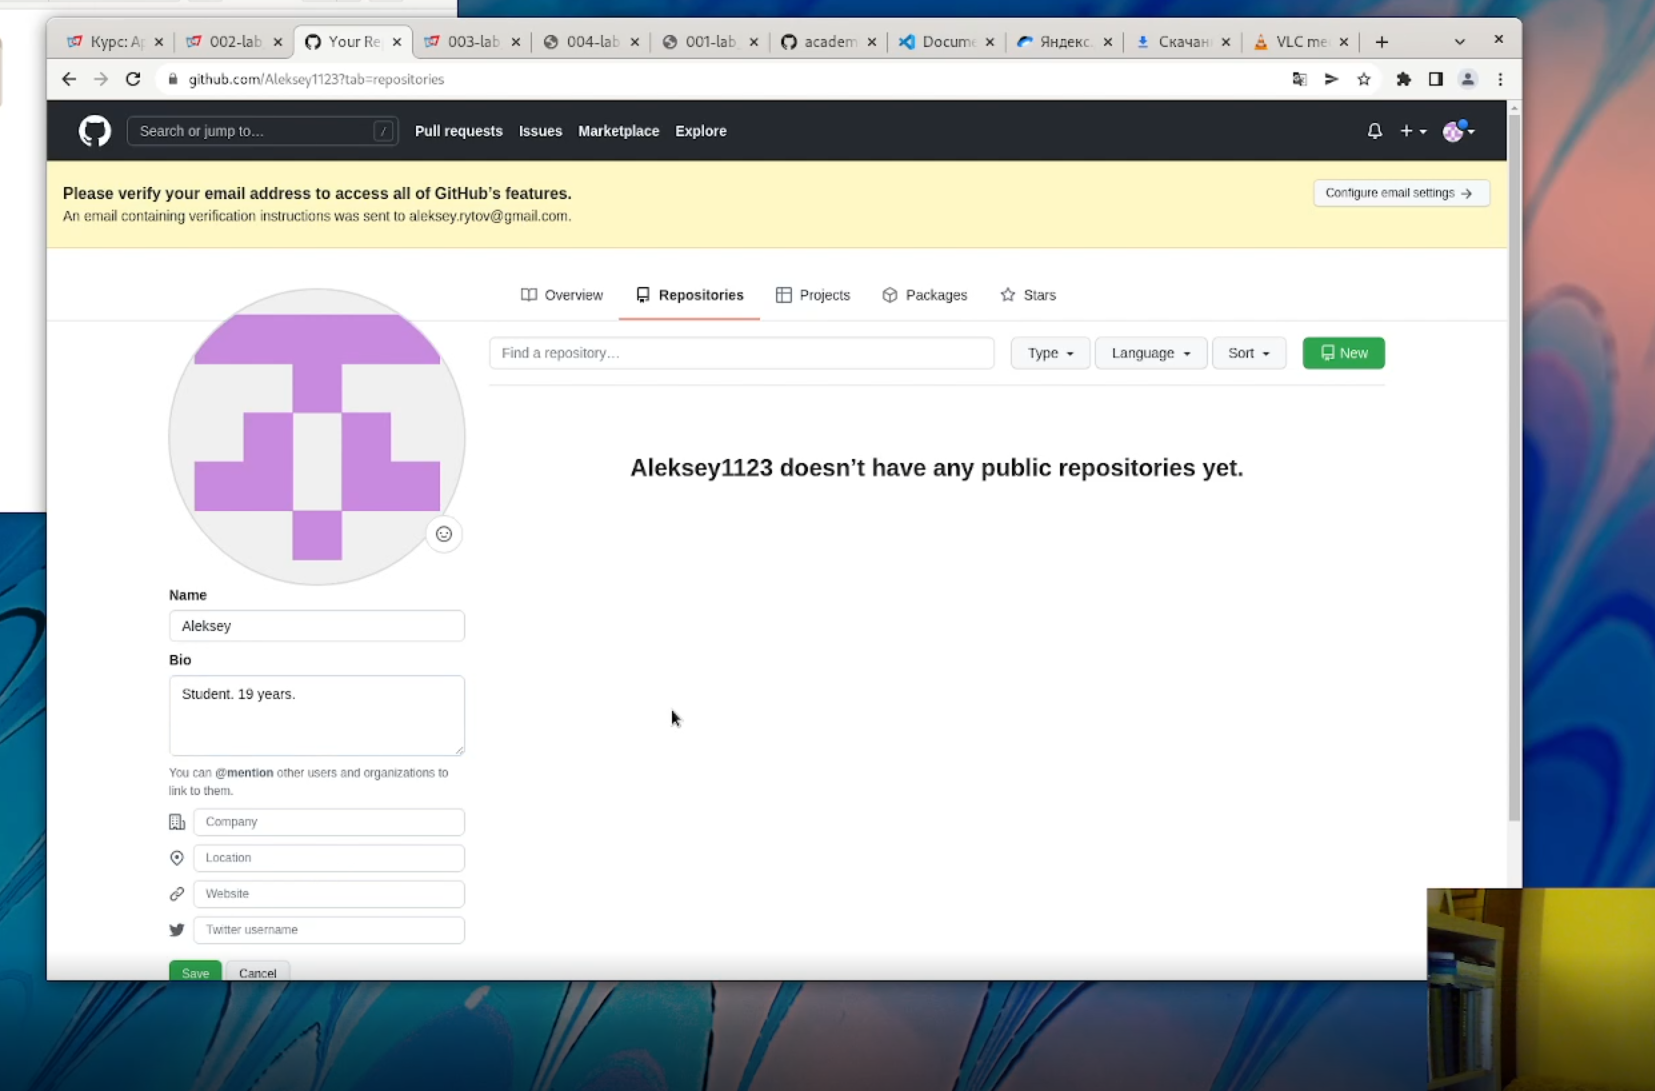 Курс: Ар
002-lab
Your Re
003-lab
004-lab
001-lab
academ
Docume
Яндекс.
Скачан
VLC me
github.com/Aleksey1123?tab=repositories
Search or jump to…
/
Pull requests
Issues
Marketplace
Explore
Please verify your email address to access all of GitHub's features.
An email containing verification instructions was sent to aleksey.rytov@gmail.com.
Configure email settings →
Overview
Repositories
Projects
Packages
Stars
Find a repository…
Type
Language
Sort
New
Aleksey1123 doesn't have any public repositories yet.
Name
Aleksey
Bio
Student. 19 years.
You can @mention other users and organizations to
link to them.
Company
Location
Website
Twitter username
Save
Cancel